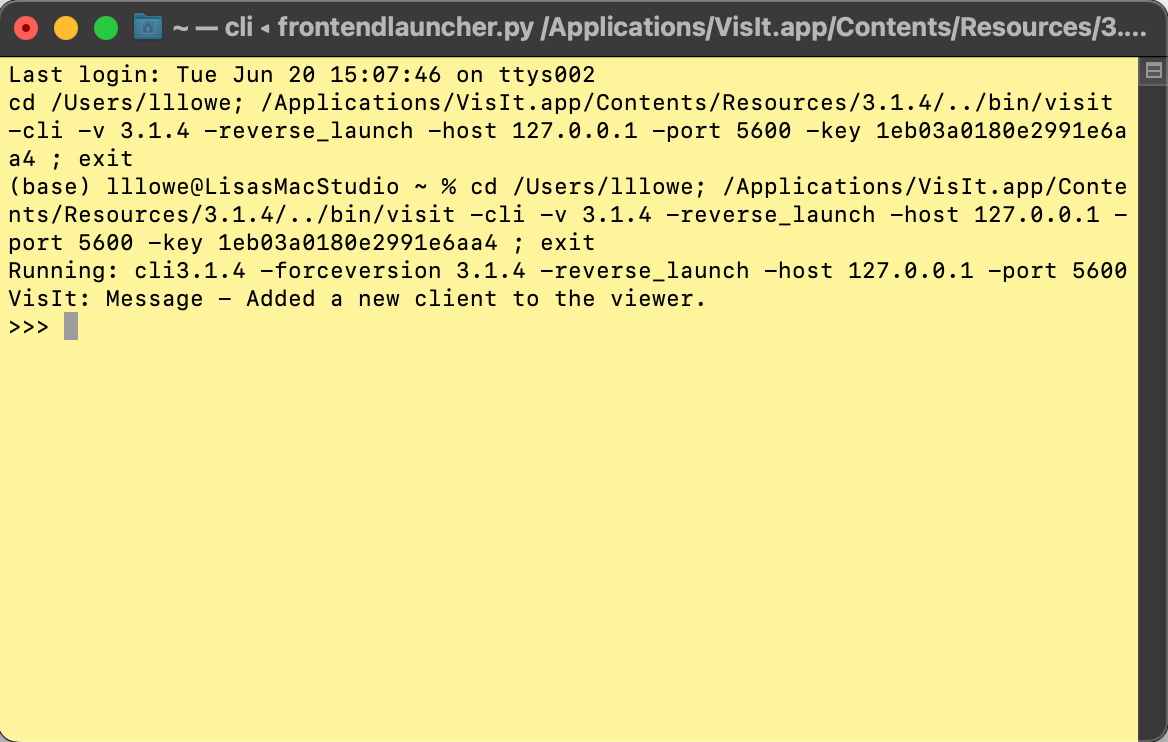 ~ — cli ◂ frontendlauncher.py /Applications/VisIt.app/Contents/Resources/3....
Last login: Tue Jun 20 15:07:46 on ttys002
cd /Users/lllowe; /Applications/VisIt.app/Contents/Resources/3.1.4/../bin/visit
-cli -v 3.1.4 -reverse_launch -host 127.0.0.1 -port 5600 -key 1eb03a0180e2991e6a
a4 ; exit
(base) lllowe@LisasMacStudio ~ % cd /Users/lllowe; /Applications/VisIt.app/Conte
nts/Resources/3.1.4/../bin/visit -cli -v 3.1.4 -reverse_launch -host 127.0.0.1 -
port 5600 -key 1eb03a0180e2991e6aa4 ; exit
Running: cli3.1.4 -forceversion 3.1.4 -reverse_launch -host 127.0.0.1 -port 5600
VisIt: Message - Added a new client to the viewer.
>>>